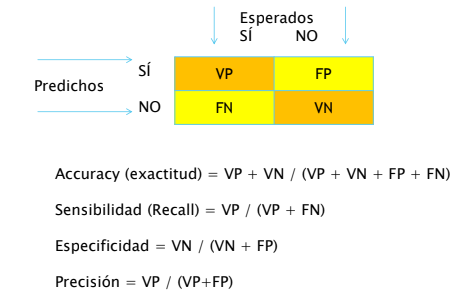 Esperados
SÍ NO
Predichos
SÍ VP FP
NO FN VN
Accuracy (exactitud) = VP + VN / (VP + VN + FP + FN)
Sensibilidad (Recall) = VP / (VP + FN)
Especificidad = VN / (VN + FP)
Precisión = VP / (VP+FP)